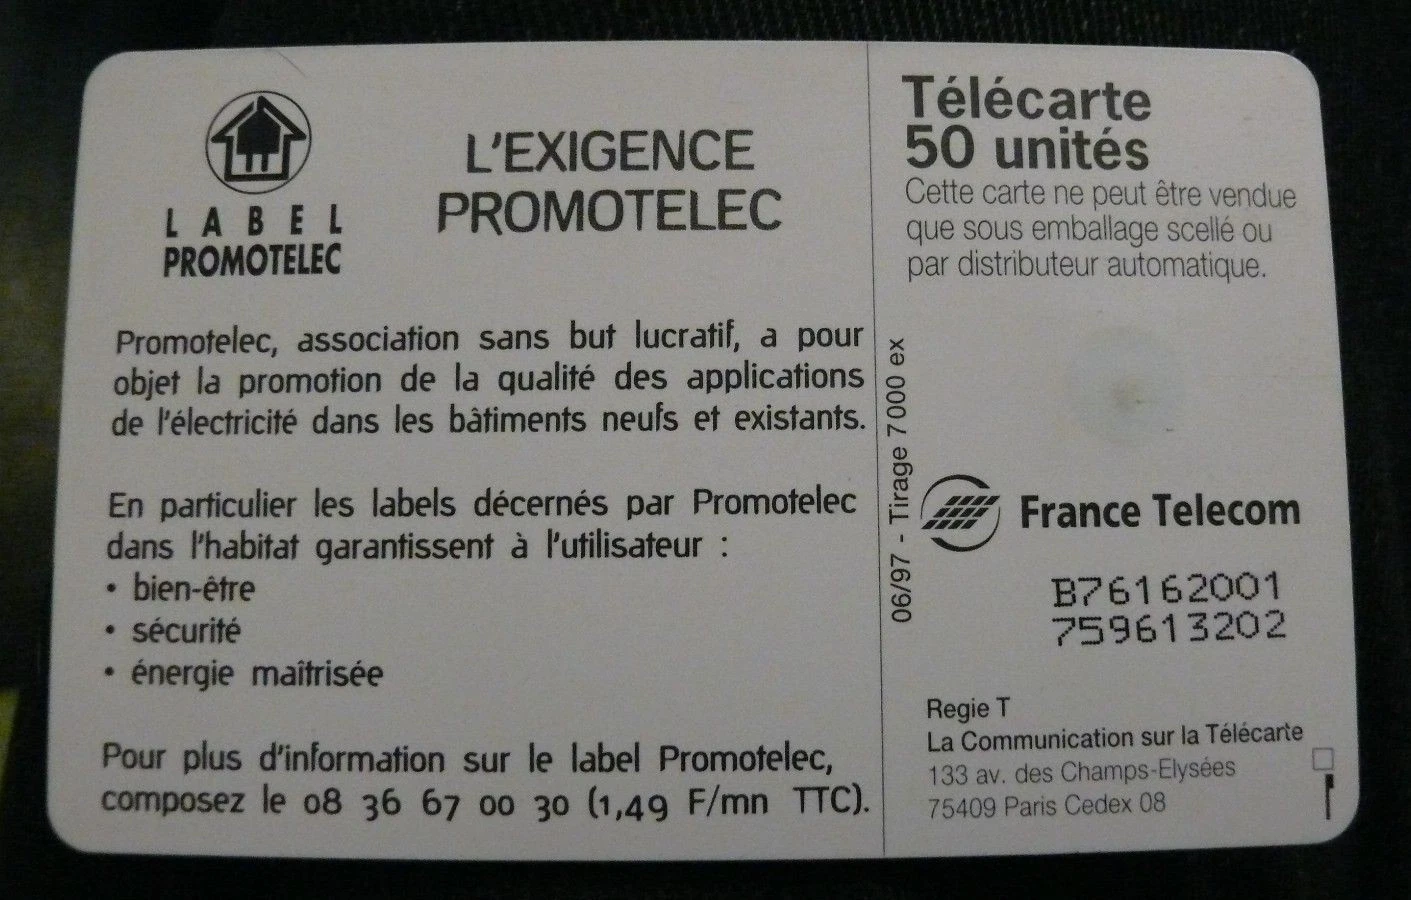 LABEL
PROMOTELEC
L'EXIGENCE
PROMOTELEC
Promotelec, association sans but lucratif, a pour
objet la promotion de la qualité des applications
de l'électricité dans les bâtiments neufs et existants.
En particulier les labels décernés par Promotelec
dans l'habitat garantissent à l'utilisateur :
• bien-être
• sécurité
• énergie maîtrisée
Pour plus d'information sur le label Promotelec,
composez le 08 36 67 00 30 (1,49 F/mn TTC).
06/97 - Tirage 7000 ex
Télécarte
50 unités
Cette carte ne peut être vendue
que sous emballage scellé ou
par distributeur automatique.
France Telecom
B76162001
759613202
Regie T
La Communication sur la Télécarte
133 av. des Champs-Elysées
75409 Paris Cedex 08